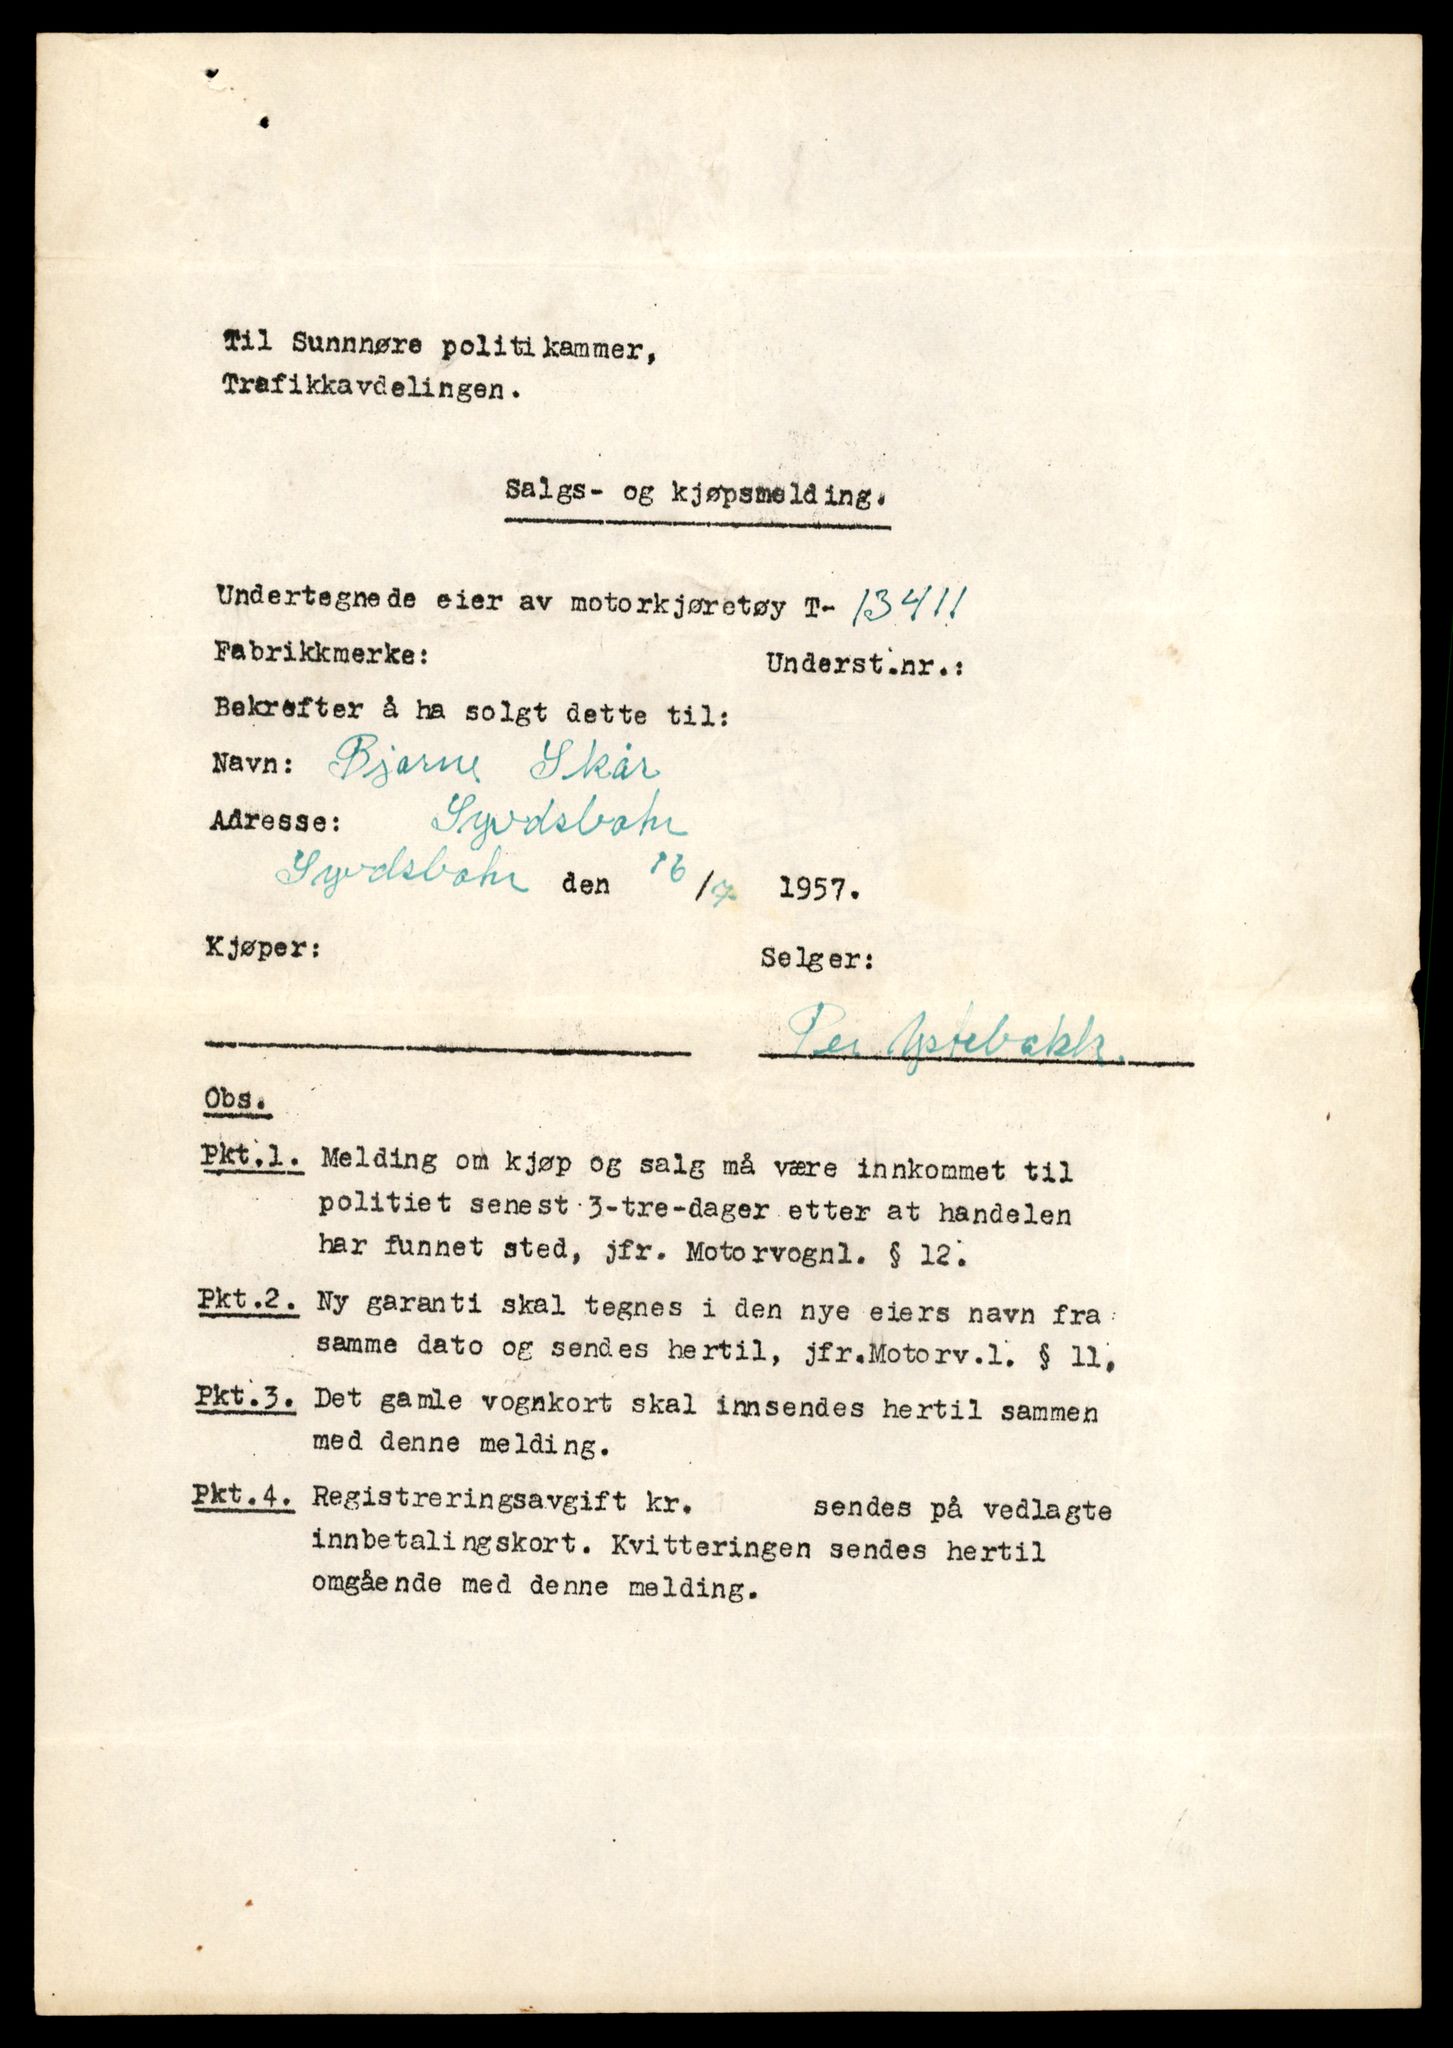 Til Sunnnøre politikammer,
Trafikkavdelingen.
Salgs- og kjøpsmelding.
Undertegnede eier av motorkjøretøy T- 13411
Fabrikkmerke: Underst.nr.:
Bekrefter å ha solgt dette til:
Navn: Bjarne Skår
Adresse: Syvdsbotn
Syvdsbotn den 16/7 1957.
Kjøper: Selger:
Per Ystebakk.
Obs.
Pkt.1. Melding om kjøp og salg må være innkommet til
politiet senest 3-tre-dager etter at handelen
har funnet sted, jfr. Motorvognl. § 12.
Pkt.2. Ny garanti skal tegnes i den nye eiers navn fra
samme dato og sendes hertil, jfr.Motorv.l. § 11.
Pkt.3. Det gamle vognkort skal innsendes hertil sammen
med denne melding.
Pkt.4. Registreringsavgift kr. sendes på vedlagte
innbetalingskort. Kvitteringen sendes hertil
omgående med denne melding.